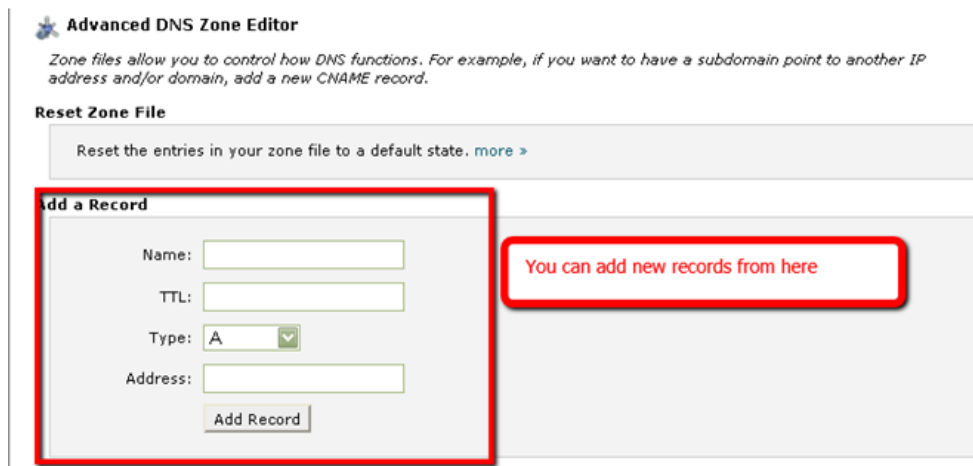 Advanced DNS Zone Editor
Zone files allow you to control how DNS functions. For example, if you want to have a subdomain point to another IP
address and/or domain, add a new CNAME record.
Reset Zone File
Reset the entries in your zone file to a default state. more »
Add a Record
Name:
You can add new records from here
TTL:
Type: A
Address:
Add Record